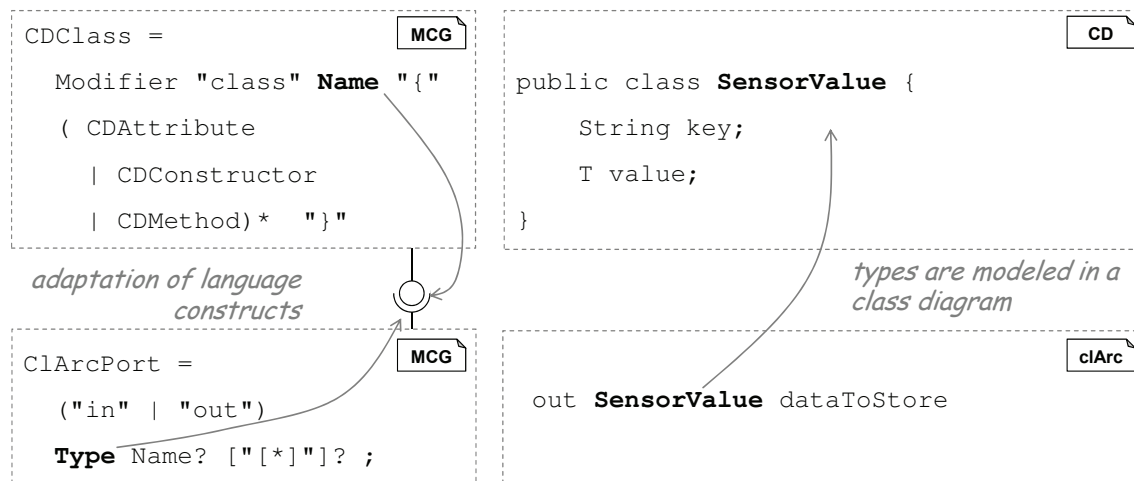 CDClass =
MCG
Modifier "class" Name "{"
( CDAttribute
| CDConstructor
| CDMethod)* "}"
CD
public class SensorValue {
String key;
T value;
}
adaptation of language
constructs
types are modeled in a
class diagram
ClArcPort =
MCG
("in" | "out")
Type Name? ["[*]"]? ;
clArc
out SensorValue dataToStore